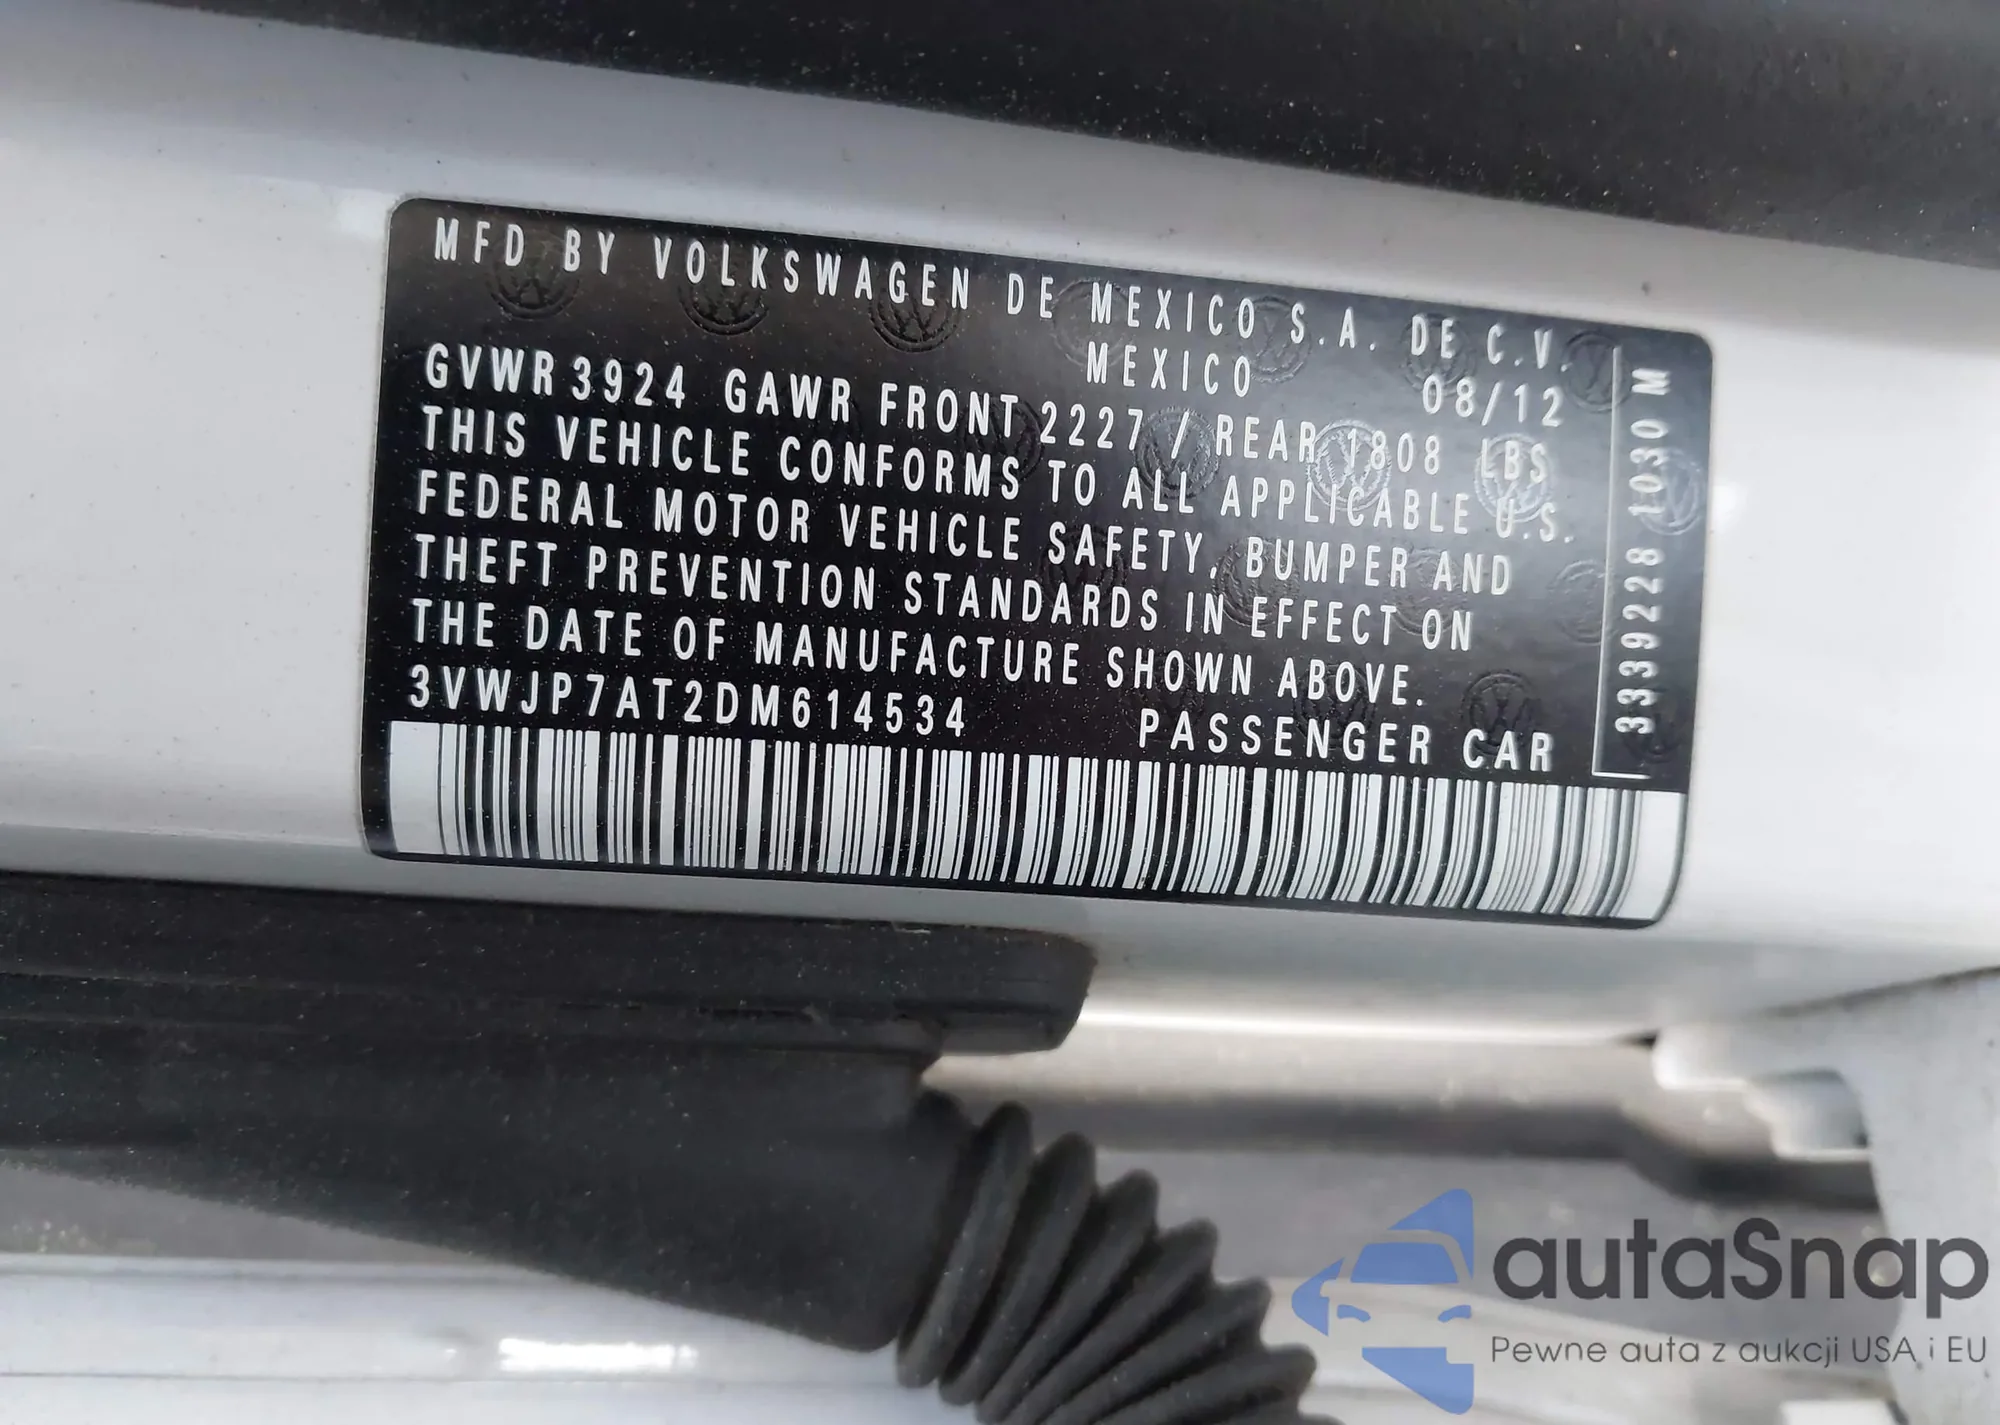 MFD BY VOLKSWAGEN DE MEXICO S.A. DE C.V.
MEXICO 08/12
GVWR 3924 GAWR FRONT 2227 / REAR 1808 LBS
THIS VEHICLE CONFORMS TO ALL APPLICABLE U.S.
FEDERAL MOTOR VEHICLE SAFETY, BUMPER AND
THEFT PREVENTION STANDARDS IN EFFECT ON
THE DATE OF MANUFACTURE SHOWN ABOVE.
3VWJP7AT2DM614534 PASSENGER CAR
3339228 1030 M
autaSnap
Pewne auta z aukcji USA i EU